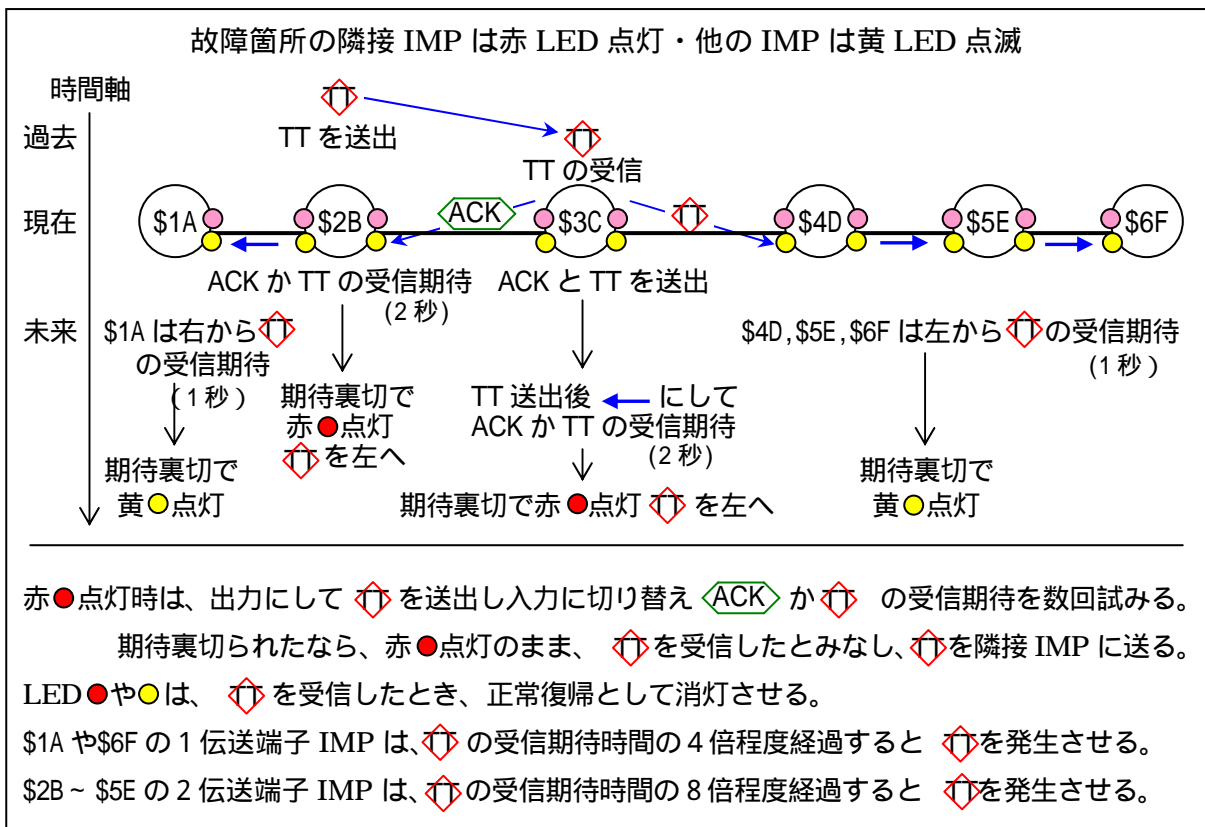 故障箇所の隣接 IMP は赤 LED 点灯・他の IMP は黄 LED 点滅
時間軸
過去
TT
TT を送出
TT
TT の受信
現在
$1A
$2B
ACK
$3C
TT
$4D
$5E
$6F
ACK か TT の受信期待
(2 秒)
ACK と TT を送出
未来
$1A は右から TT
の受信期待
(1 秒)
期待裏切で
黄●点灯
期待裏切で
赤●点灯
TT を左へ
TT 送出後 ← にして
ACK か TT の受信期待
(2 秒)
期待裏切で赤●点灯 TT を左へ
$4D,$5E,$6F は左から TT の受信期待
(1 秒)
期待裏切で
黄●点灯
赤●点灯時は、出力にして TT を送出し入力に切り替え ACK か TT の受信期待を数回試みる。
期待裏切られたなら、赤●点灯のまま、 TT を受信したとみなし、TT を隣接 IMP に送る。
LED●や●は、 TT を受信したとき、正常復帰として消灯させる。
$1A や$6F の 1 伝送端子 IMP は、TT の受信期待時間の 4 倍程度経過すると TT を発生させる。
$2B ~ $5E の 2 伝送端子 IMP は、TT の受信期待時間の 8 倍程度経過すると TT を発生させる。